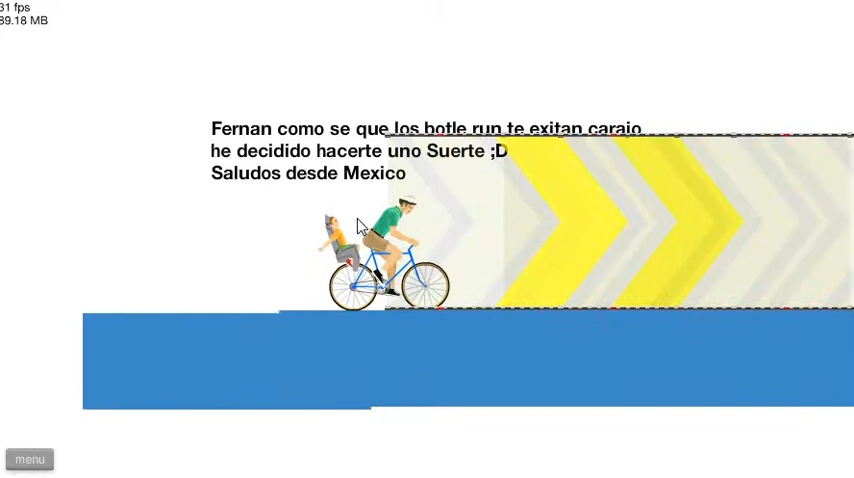 31 fps
89.18 MB
Fernan como se que los botle run te exitan carajo
he decidido hacerte uno Suerte ;D
Saludos desde Mexico
menu